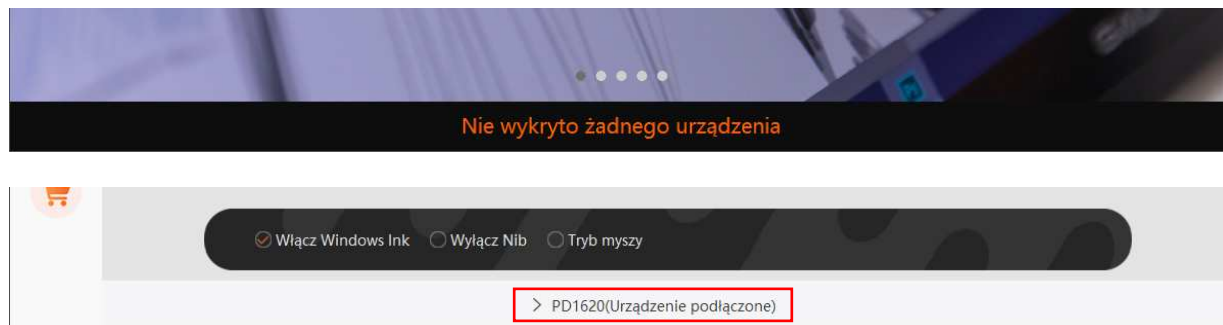 Nie wykryto żadnego urządzenia
Włącz Windows Ink Wyłącz Nib Tryb myszy
PD1620(Urządzenie podłączone)